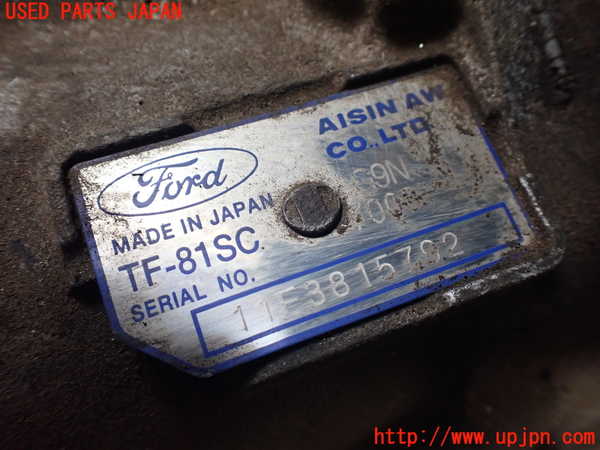 USED PARTS JAPAN
AISIN AW
CO.,LTD
Ford
MADE IN JAPAN
TF-81SC
SERIAL NO.
http://www.upjpn.com/